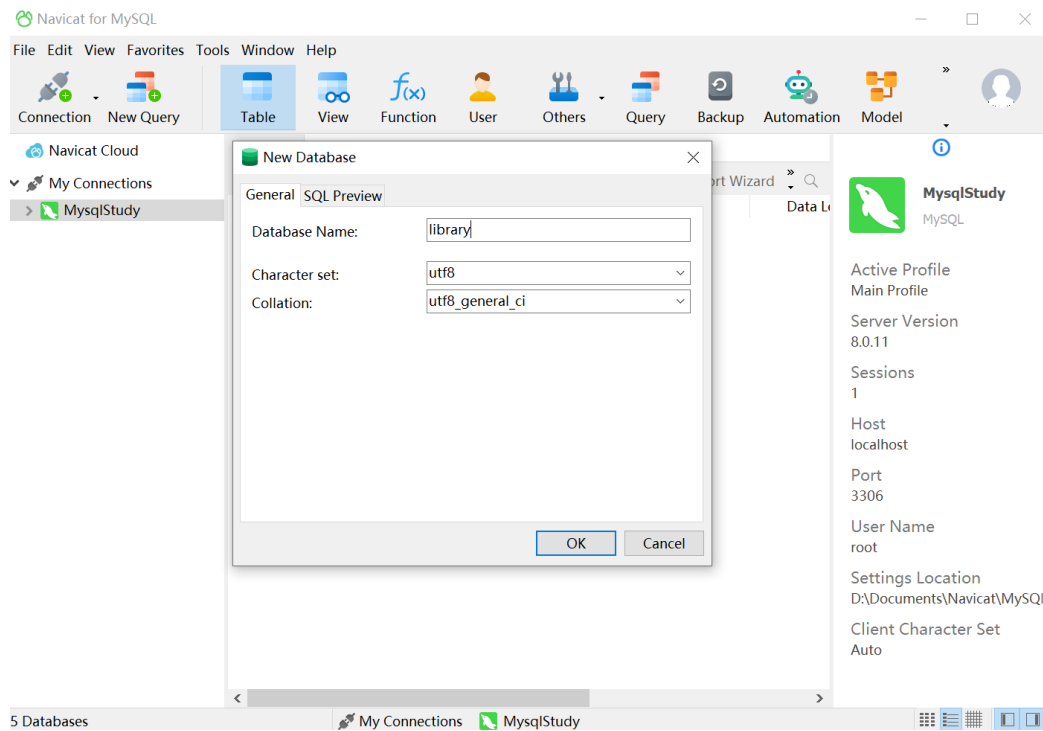 Navicat for MySQL
File Edit View Favorites Tools Window Help
Connection New Query Table View Function User Others Query Backup Automation Model
Navicat Cloud
My Connections
MysqlStudy
New Database
General SQL Preview
Database Name: library
Character set: utf8
Collation: utf8_general_ci
OK Cancel
ort Wizard
Data Le
MysqlStudy
MySQL
Active Profile
Main Profile
Server Version
8.0.11
Sessions
1
Host
localhost
Port
3306
User Name
root
Settings Location
D:\Documents\Navicat\MySQl
Client Character Set
Auto
5 Databases My Connections MysqlStudy